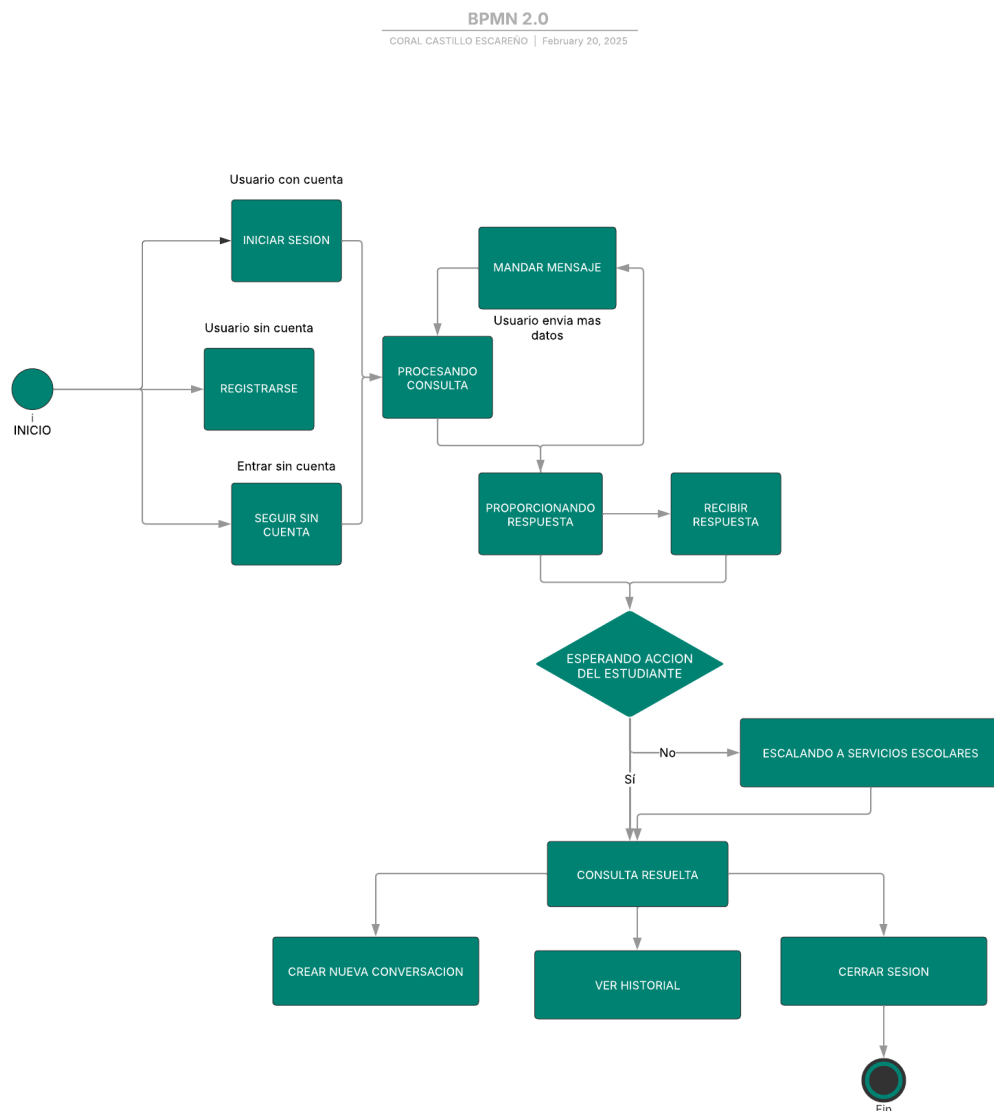 BPMN 2.0
CORAL CASTILLO ESCAREÑO | February 20, 2025
Usuario con cuenta
INICIAR SESION
MANDAR MENSAJE
Usuario envia mas
datos
Usuario sin cuenta
REGISTRARSE
PROCESANDO
CONSULTA
i
INICIO
Entrar sin cuenta
SEGUIR SIN
CUENTA
PROPORCIONANDO
RESPUESTA
RECIBIR
RESPUESTA
ESPERANDO ACCION
DEL ESTUDIANTE
No
ESCALANDO A SERVICIOS ESCOLARES
Sí
CONSULTA RESUELTA
CREAR NUEVA CONVERSACION
VER HISTORIAL
CERRAR SESION
Fin